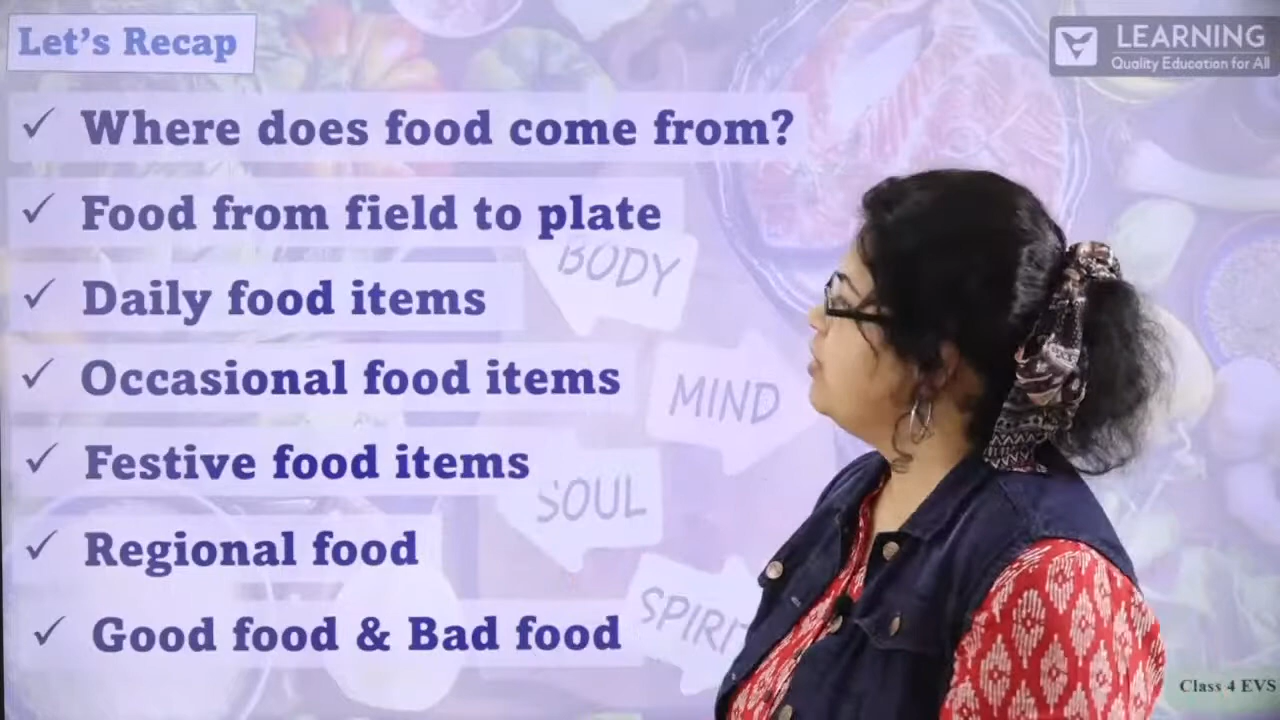 Let's Recap
LEARNING
Quality Education for All
✓ Where does food come from?
✓ Food from field to plate
BODY
✓ Daily food items
✓ Occasional food items
MIND
✓ Festive food items
SOUL
✓ Regional food
SPIRI
✓ Good food & Bad food
Class 4 EVS